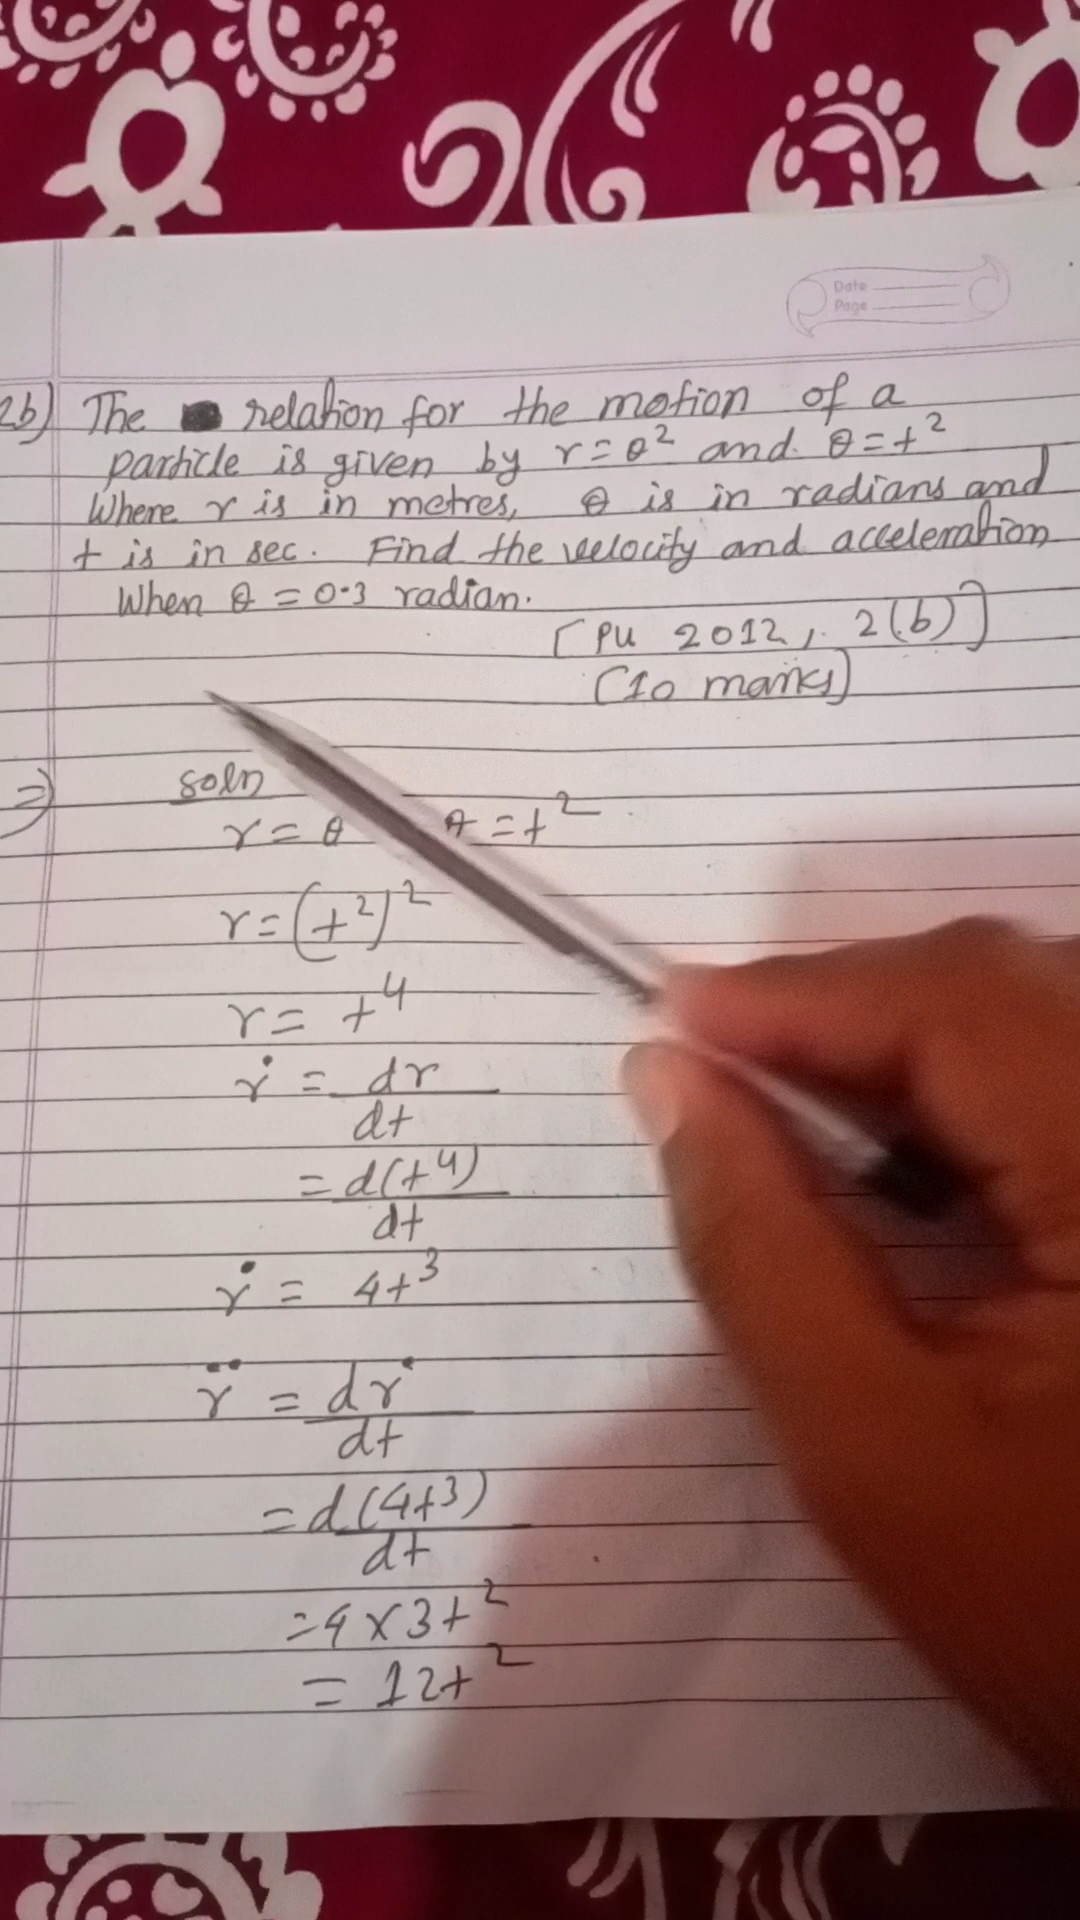 Date
Page
2b) The relation for the motion of a
particle is given by r=θ² and θ=t²
Where r is in metres, θ is in radians and
t is in sec. Find the velocity and acceleration
When θ = 0.3 radian.
[PU 2012, 2(b)]
(10 marks)
⇒ soln
r = θ θ = t²
r = (t²)²
r = t⁴
ṙ = dr/dt
= d(t⁴)/dt
ṙ = 4t³
r̈ = dṙ/dt
= d(4t³)/dt
= 4 × 3t²
= 12t²